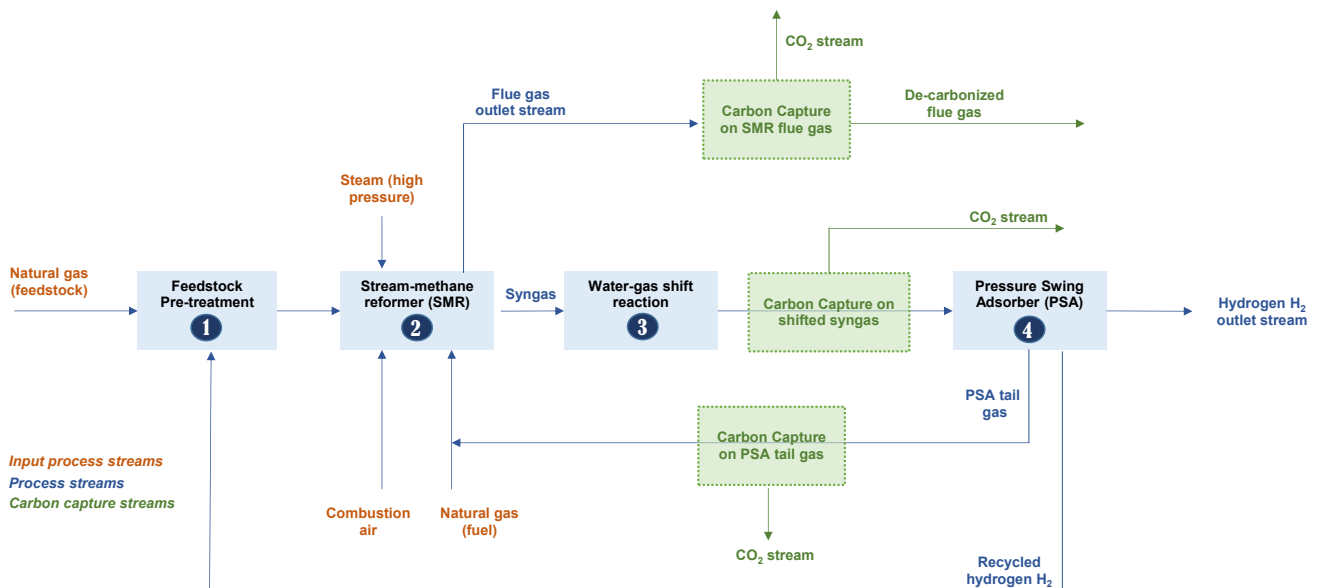 CO₂ stream
Flue gas
outlet stream
Carbon Capture
on SMR flue gas
De-carbonized
flue gas
Steam (high
pressure)
CO₂ stream
Natural gas
(feedstock)
Feedstock
Pre-treatment
1
Stream-methane
reformer (SMR)
2
Syngas
Water-gas shift
reaction
3
Carbon Capture on
shifted syngas
Pressure Swing
Adsorber (PSA)
4
Hydrogen H₂
outlet stream
PSA tail
gas
Carbon Capture
on PSA tail gas
Input process streams
Process streams
Carbon capture streams
Combustion
air
Natural gas
(fuel)
CO₂ stream
Recycled
hydrogen H₂